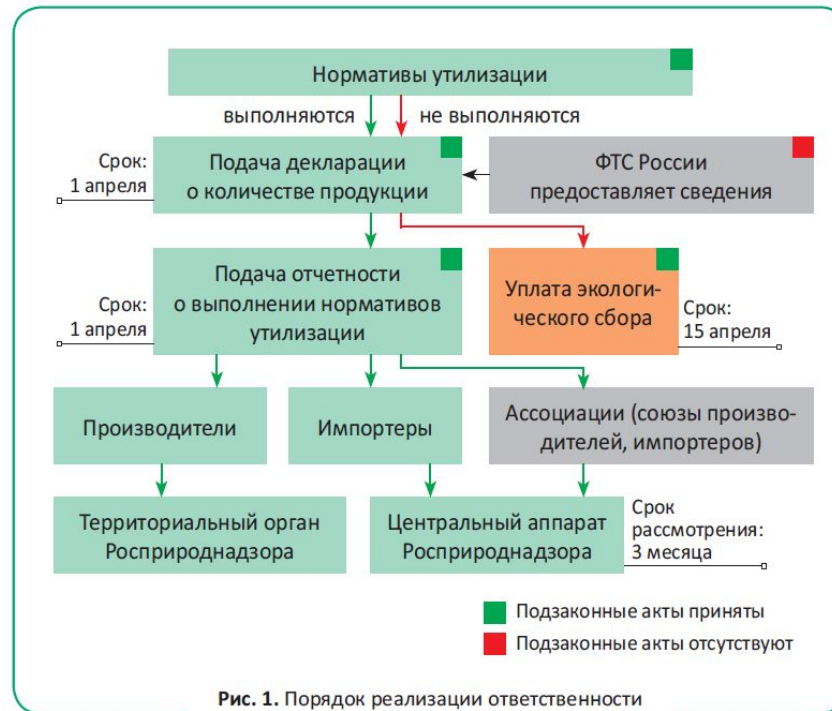 Нормативы утилизации
выполняются
не выполняются
Срок:
1 апреля
Подача декларации
о количестве продукции
ФТС России
предоставляет сведения
Срок:
1 апреля
Подача отчетности
о выполнении нормативов
утилизации
Уплата экологи-
ческого сбора
Срок:
15 апреля
Производители
Импортеры
Ассоциации (союзы произво-
дителей, импортеров)
Территориальный орган
Росприроднадзора
Центральный аппарат
Росприроднадзора
Срок
рассмотрения:
3 месяца
Подзаконные акты приняты
Подзаконные акты отсутствуют
Рис. 1. Порядок реализации ответственности